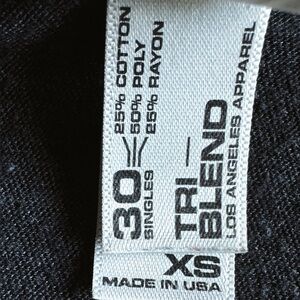 30
SINGLES
25% COTTON
50% POLY
25% RAYON
TRI—
BLEND
LOS ANGELES APPAREL
XS
MADE IN USA